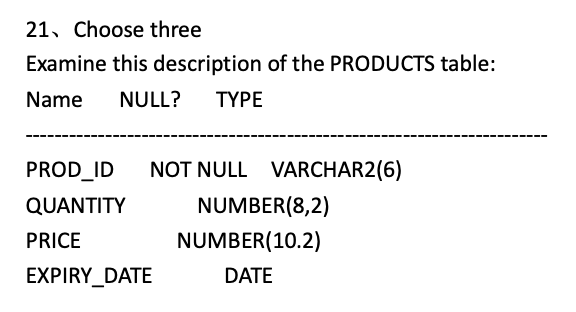 21、Choose three
Examine this description of the PRODUCTS table:
Name NULL? TYPE
--------------------------------------------------------------------------
PROD_ID NOT NULL VARCHAR2(6)
QUANTITY NUMBER(8,2)
PRICE NUMBER(10.2)
EXPIRY_DATE DATE